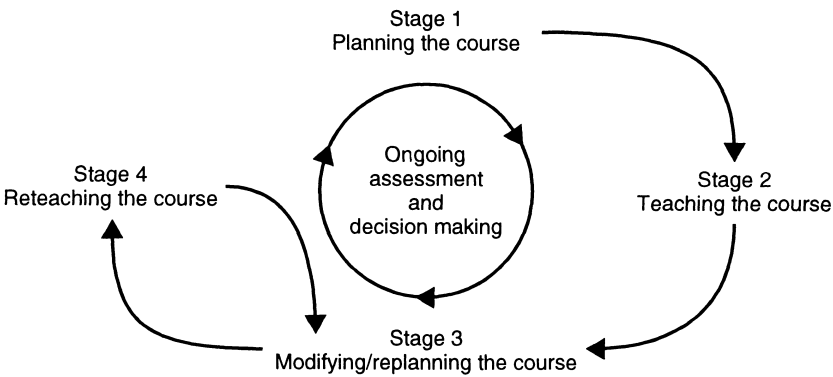 Stage 1
Planning the course
Ongoing
assessment
and
decision making
Stage 4
Reteaching the course
Stage 2
Teaching the course
Stage 3
Modifying/replanning the course